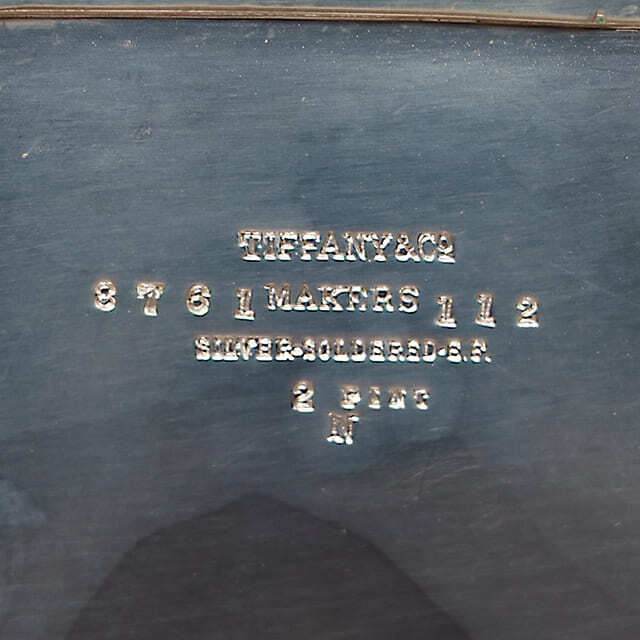 TIFFANY & Co
8761 MAKERS 112
SILVER-SOLDERED-E.P.
2 PINT
M